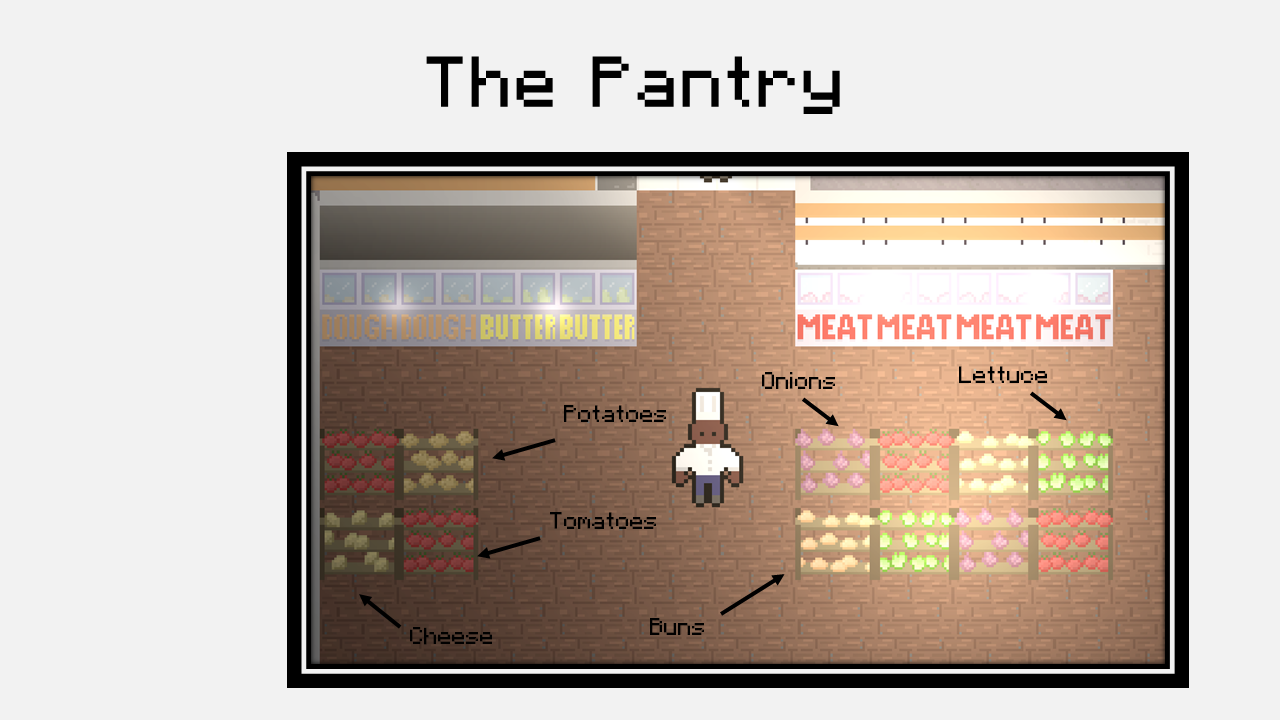 The Pantry
DOUGH DOUGH BUTTER BUTTER
MEAT MEAT MEAT MEAT
Onions
Lettuce
Potatoes
Tomatoes
Buns
Cheese